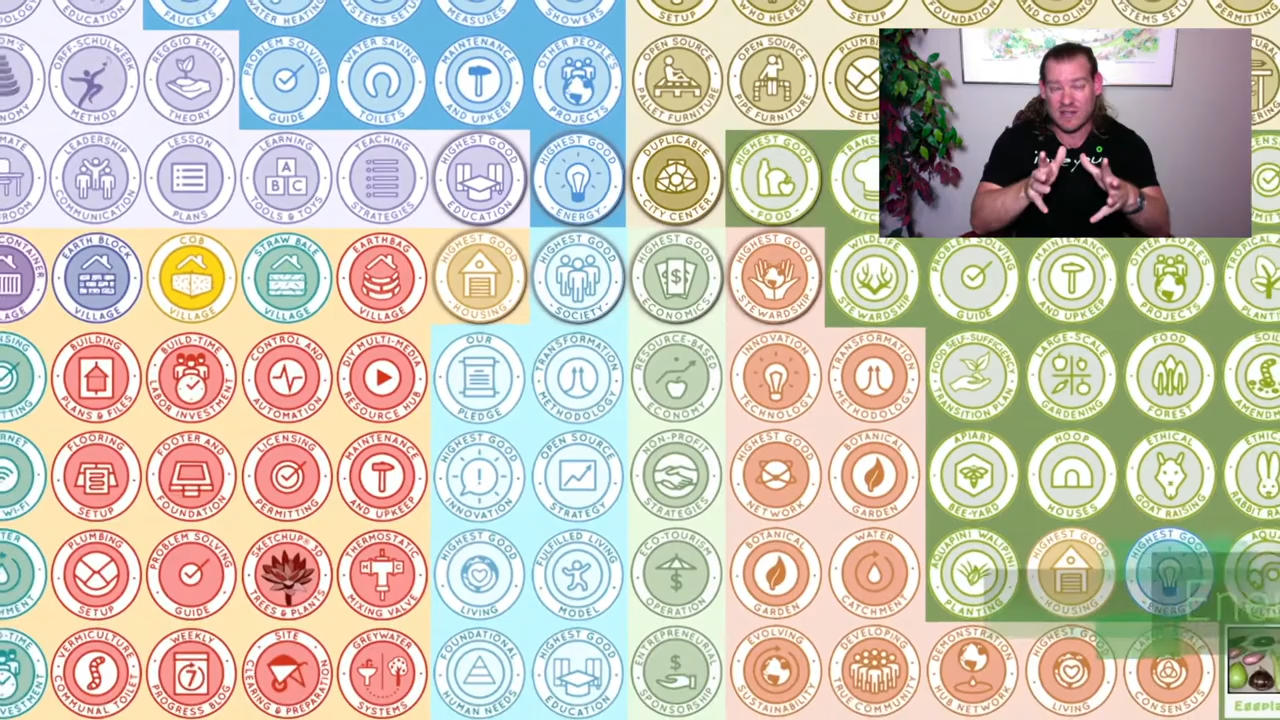 FAUCETS
WATER HEATING
SYSTEMS SETUP
MEASURES
SHOWERS
SETUP
WHO HELPED
SETUP
FOUNDATION
AND COOLING
SYSTEMS SETUP
PERMITTING
ORFF-SCHULWERK METHOD
REGGIO EMILIA THEORY
PROBLEM SOLVING GUIDE
WATER SAVING TOILETS
MAINTENANCE AND UPKEEP
OTHER PEOPLE'S PROJECTS
OPEN SOURCE PALLET FURNITURE
OPEN SOURCE PIPE FURNITURE
LEADERSHIP COMMUNICATION
LESSON PLANS
LEARNING TOOLS & TOYS
A
B C
TEACHING STRATEGIES
HIGHEST GOOD EDUCATION
HIGHEST GOOD ENERGY
DUPLICABLE CITY CENTER
HIGHEST GOOD FOOD
EARTH BLOCK VILLAGE
COB VILLAGE
STRAW BALE VILLAGE
EARTHBAG VILLAGE
HIGHEST GOOD HOUSING
HIGHEST GOOD SOCIETY
$
HIGHEST GOOD ECONOMICS
HIGHEST GOOD STEWARDSHIP
WILDLIFE STEWARDSHIP
PROBLEM SOLVING GUIDE
MAINTENANCE AND UPKEEP
OTHER PEOPLE'S PROJECTS
BUILDING PLANS & FILES
BUILD-TIME LABOR INVESTMENT
CONTROL AND AUTOMATION
DIY MULTI-MEDIA RESOURCE HUB
OUR PLEDGE
TRANSFORMATION METHODOLOGY
RESOURCE-BASED ECONOMY
INNOVATION TECHNOLOGY
TRANSFORMATION METHODOLOGY
FOOD SELF-SUFFICIENCY TRANSITION PLAN
LARGE-SCALE GARDENING
FOOD FOREST
WI-FI
FLOORING SETUP
FOOTER AND FOUNDATION
LICENSING PERMITTING
MAINTENANCE AND UPKEEP
HIGHEST GOOD INNOVATION
OPEN SOURCE STRATEGY
NON-PROFIT STRATEGIES
HIGHEST GOOD NETWORK
BOTANICAL GARDEN
APIARY BEE-YARD
HOOP HOUSES
ETHICAL GOAT RAISING
PLUMBING SETUP
PROBLEM SOLVING GUIDE
SKETCHUP® 3D TREES & PLANTS
THERMOSTATIC MIXING VALVE
H C
HIGHEST GOOD LIVING
FULFILLED LIVING MODEL
$
ECO-TOURISM OPERATION
BOTANICAL GARDEN
WATER CATCHMENT
AQUAPINI WALIPINI PLANTING
HIGHEST GOOD HOUSING
HIGHEST GOOD ENERGY
VERMICULTURE COMMUNAL TOILET
WEEKLY PROGRESS BLOG
7
SITE CLEARING & PREPARATION
GREYWATER SYSTEMS
FOUNDATIONAL HUMAN NEEDS
HIGHEST GOOD EDUCATION
$
ENTREPRENEURIAL SPONSORSHIP
EVOLVING SUSTAINABILITY
DEVELOPING TRUE COMMUNITY
DEMONSTRATION HUB NETWORK
HIGHEST GOOD LIVING
CONSENSUS